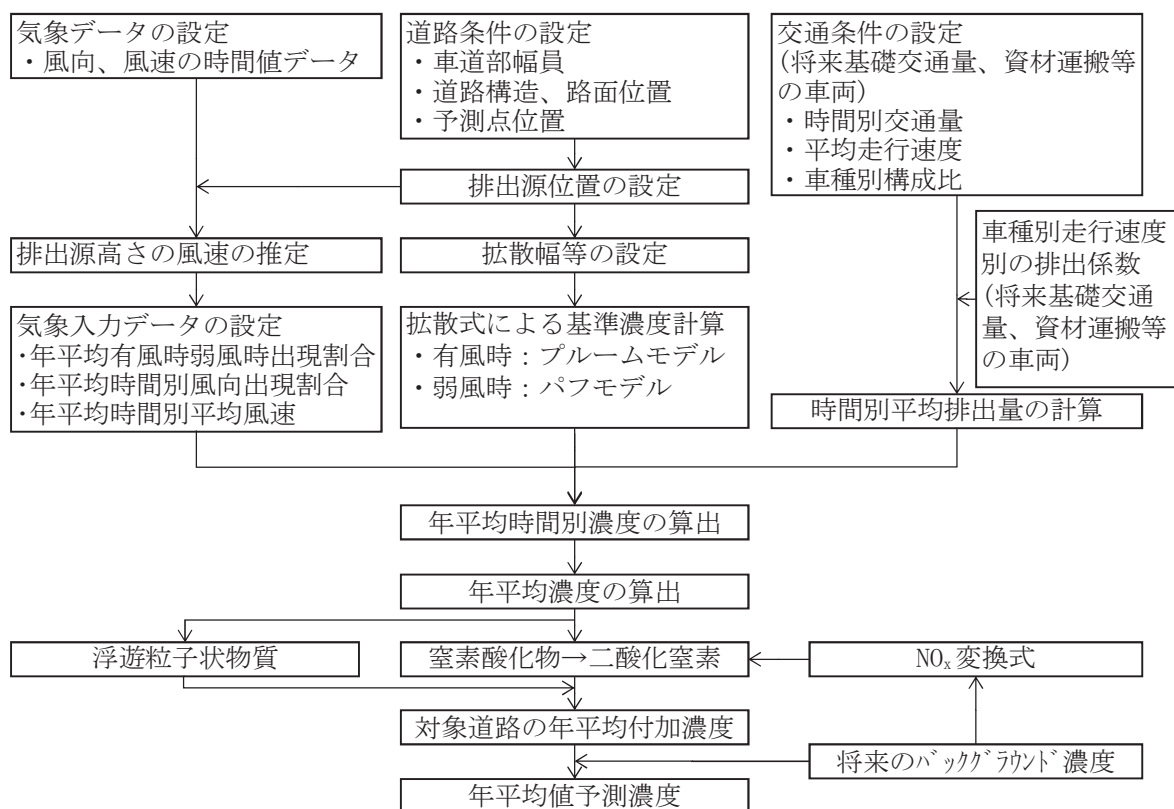 気象データの設定
・風向、風速の時間値データ
道路条件の設定
・車道部幅員
・道路構造、路面位置
・予測点位置
交通条件の設定
(将来基礎交通量、資材運搬等
の車両)
・時間別交通量
・平均走行速度
・車種別構成比
排出源位置の設定
排出源高さの風速の推定
拡散幅等の設定
車種別走行速度
別の排出係数
(将来基礎交通
量、資材運搬等
の車両)
気象入力データの設定
・年平均有風時弱風時出現割合
・年平均時間別風向出現割合
・年平均時間別平均風速
拡散式による基準濃度計算
・有風時：プルームモデル
・弱風時：パフモデル
時間別平均排出量の計算
年平均時間別濃度の算出
年平均濃度の算出
浮遊粒子状物質
窒素酸化物→二酸化窒素
NOx変換式
対象道路の年平均付加濃度
将来のﾊﾞｯｸｸﾞﾗｳﾝﾄﾞ濃度
年平均値予測濃度